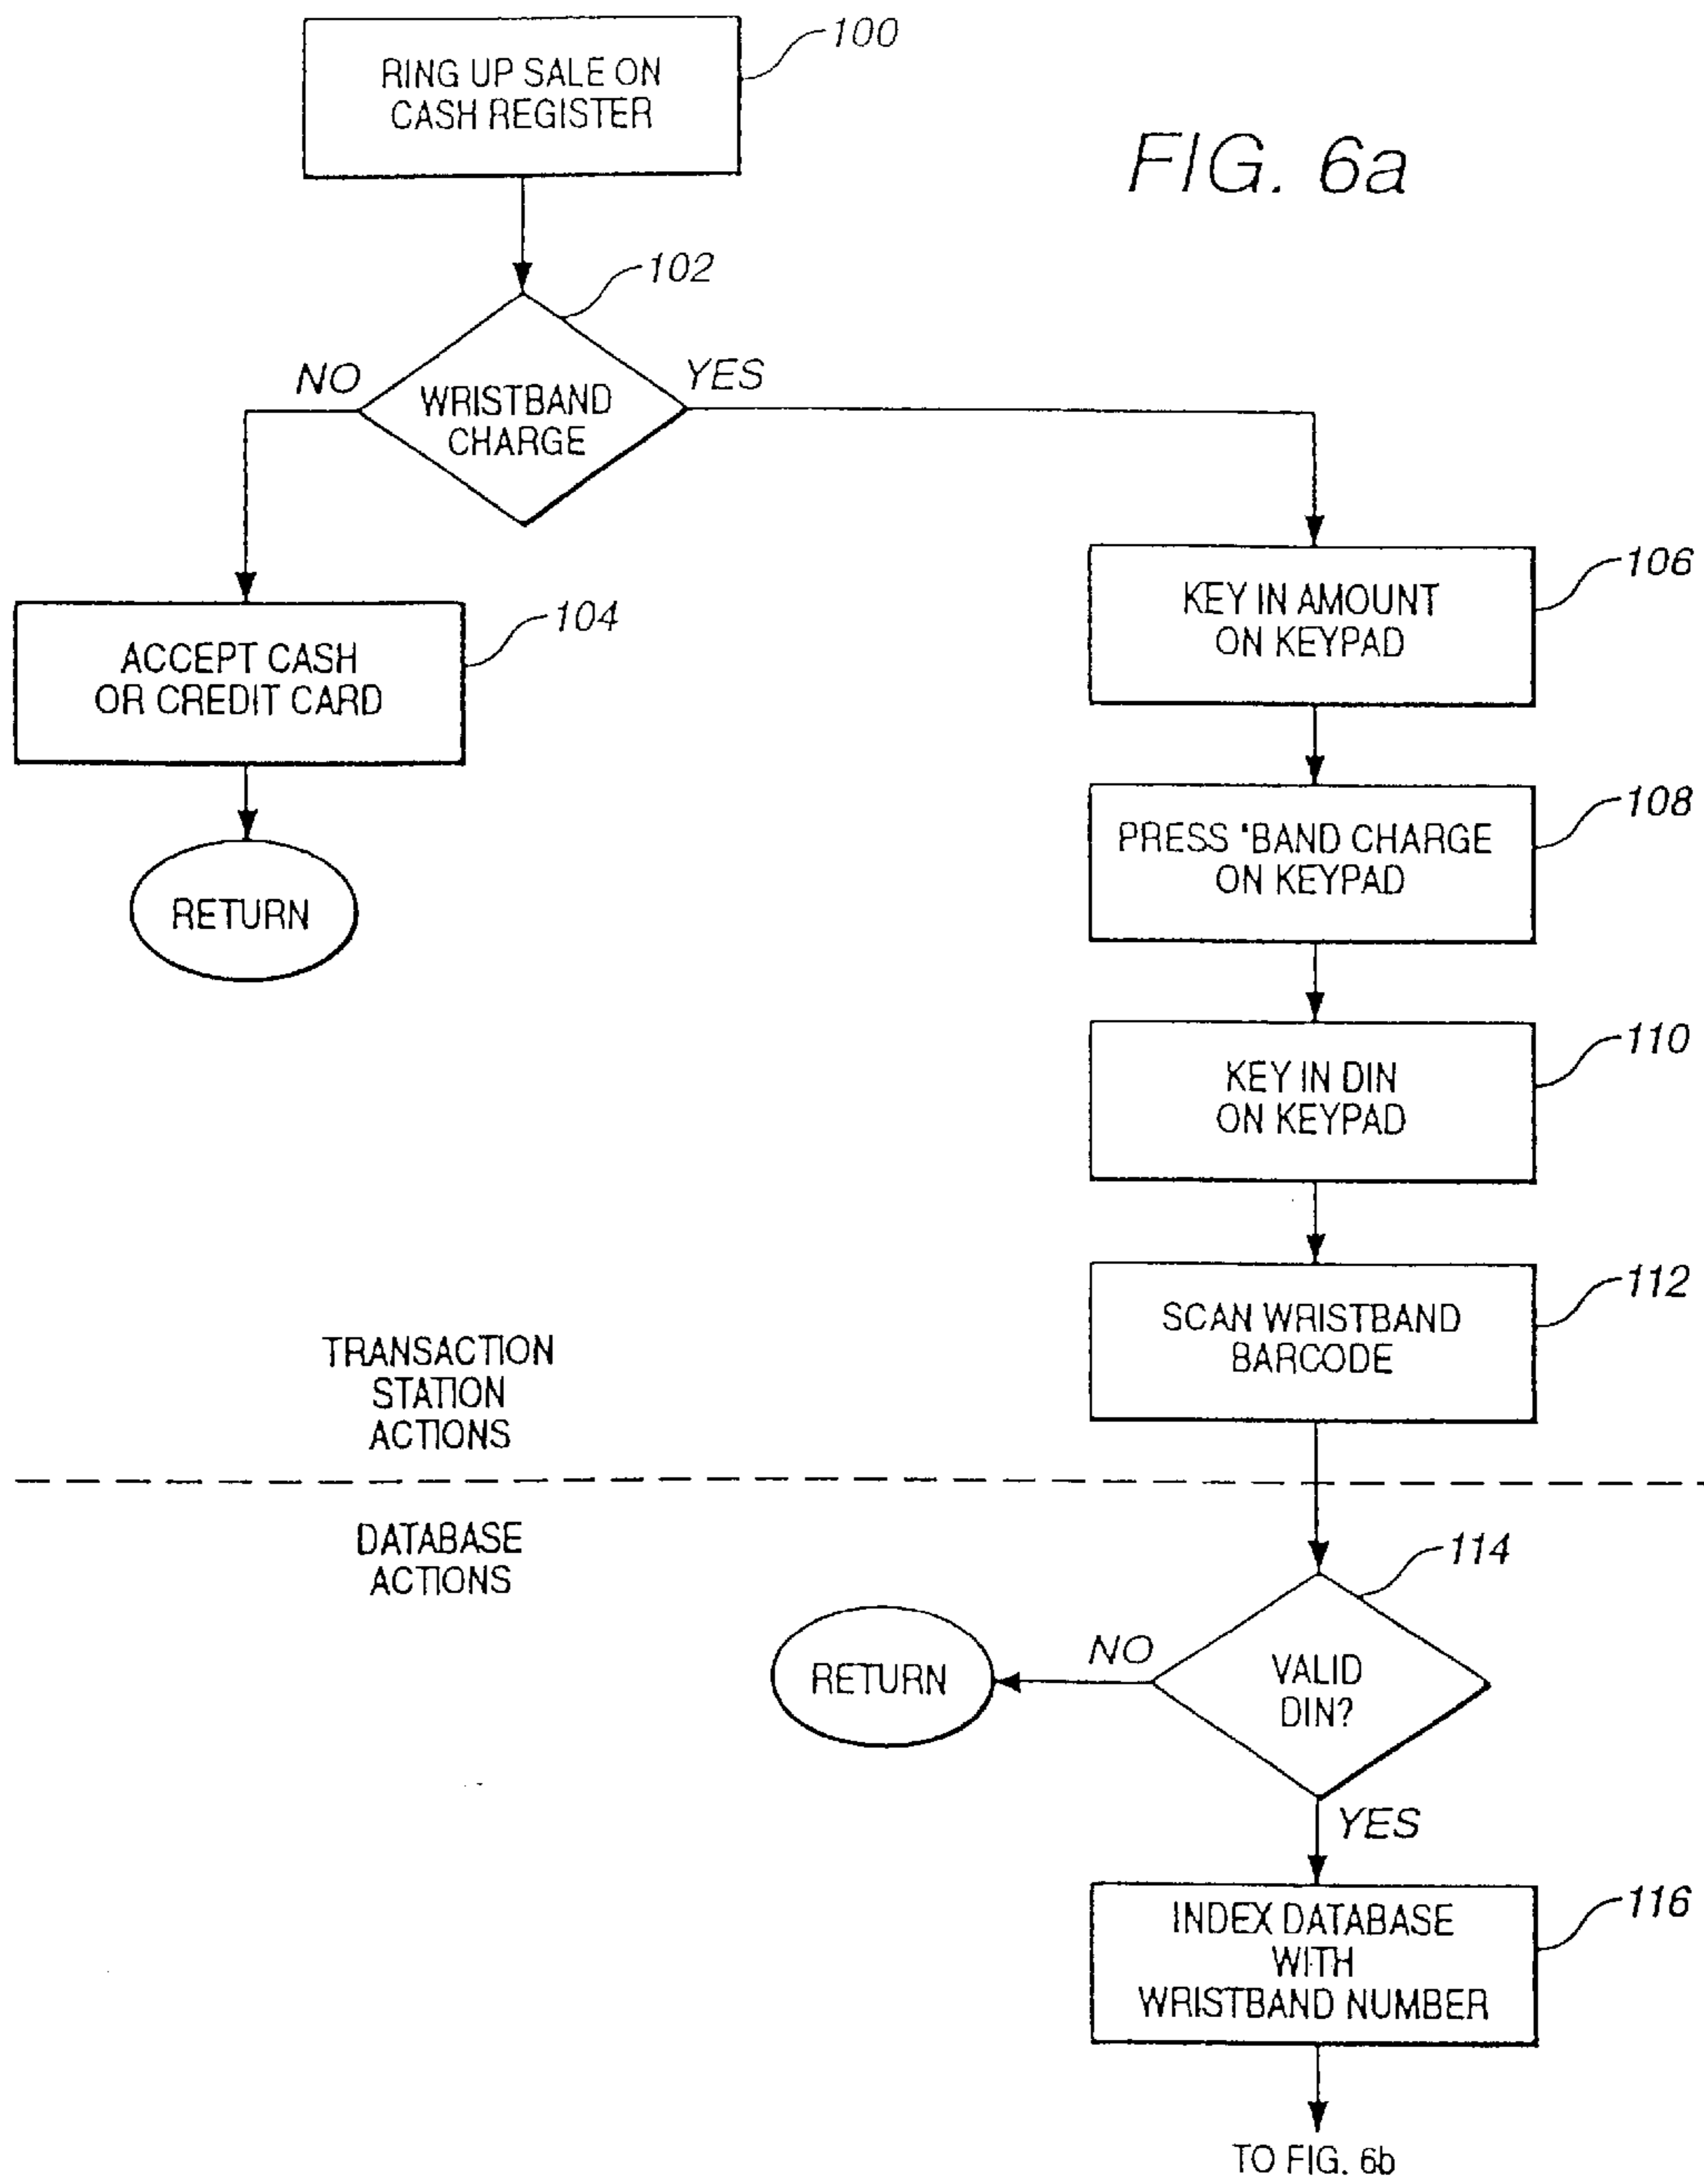 100
RING UP SALE ON
CASH REGISTER
FIG. 6a
102
NO
YES
WRISTBAND
CHARGE
104
ACCEPT CASH
OR CREDIT CARD
RETURN
106
KEY IN AMOUNT
ON KEYPAD
108
PRESS 'BAND CHARGE
ON KEYPAD
110
KEY IN DIN
ON KEYPAD
112
SCAN WRISTBAND
BARCODE
TRANSACTION
STATION
ACTIONS
DATABASE
ACTIONS
114
NO
RETURN
VALID
DIN?
YES
116
INDEX DATABASE
WITH
WRISTBAND NUMBER
TO FIG. 6b